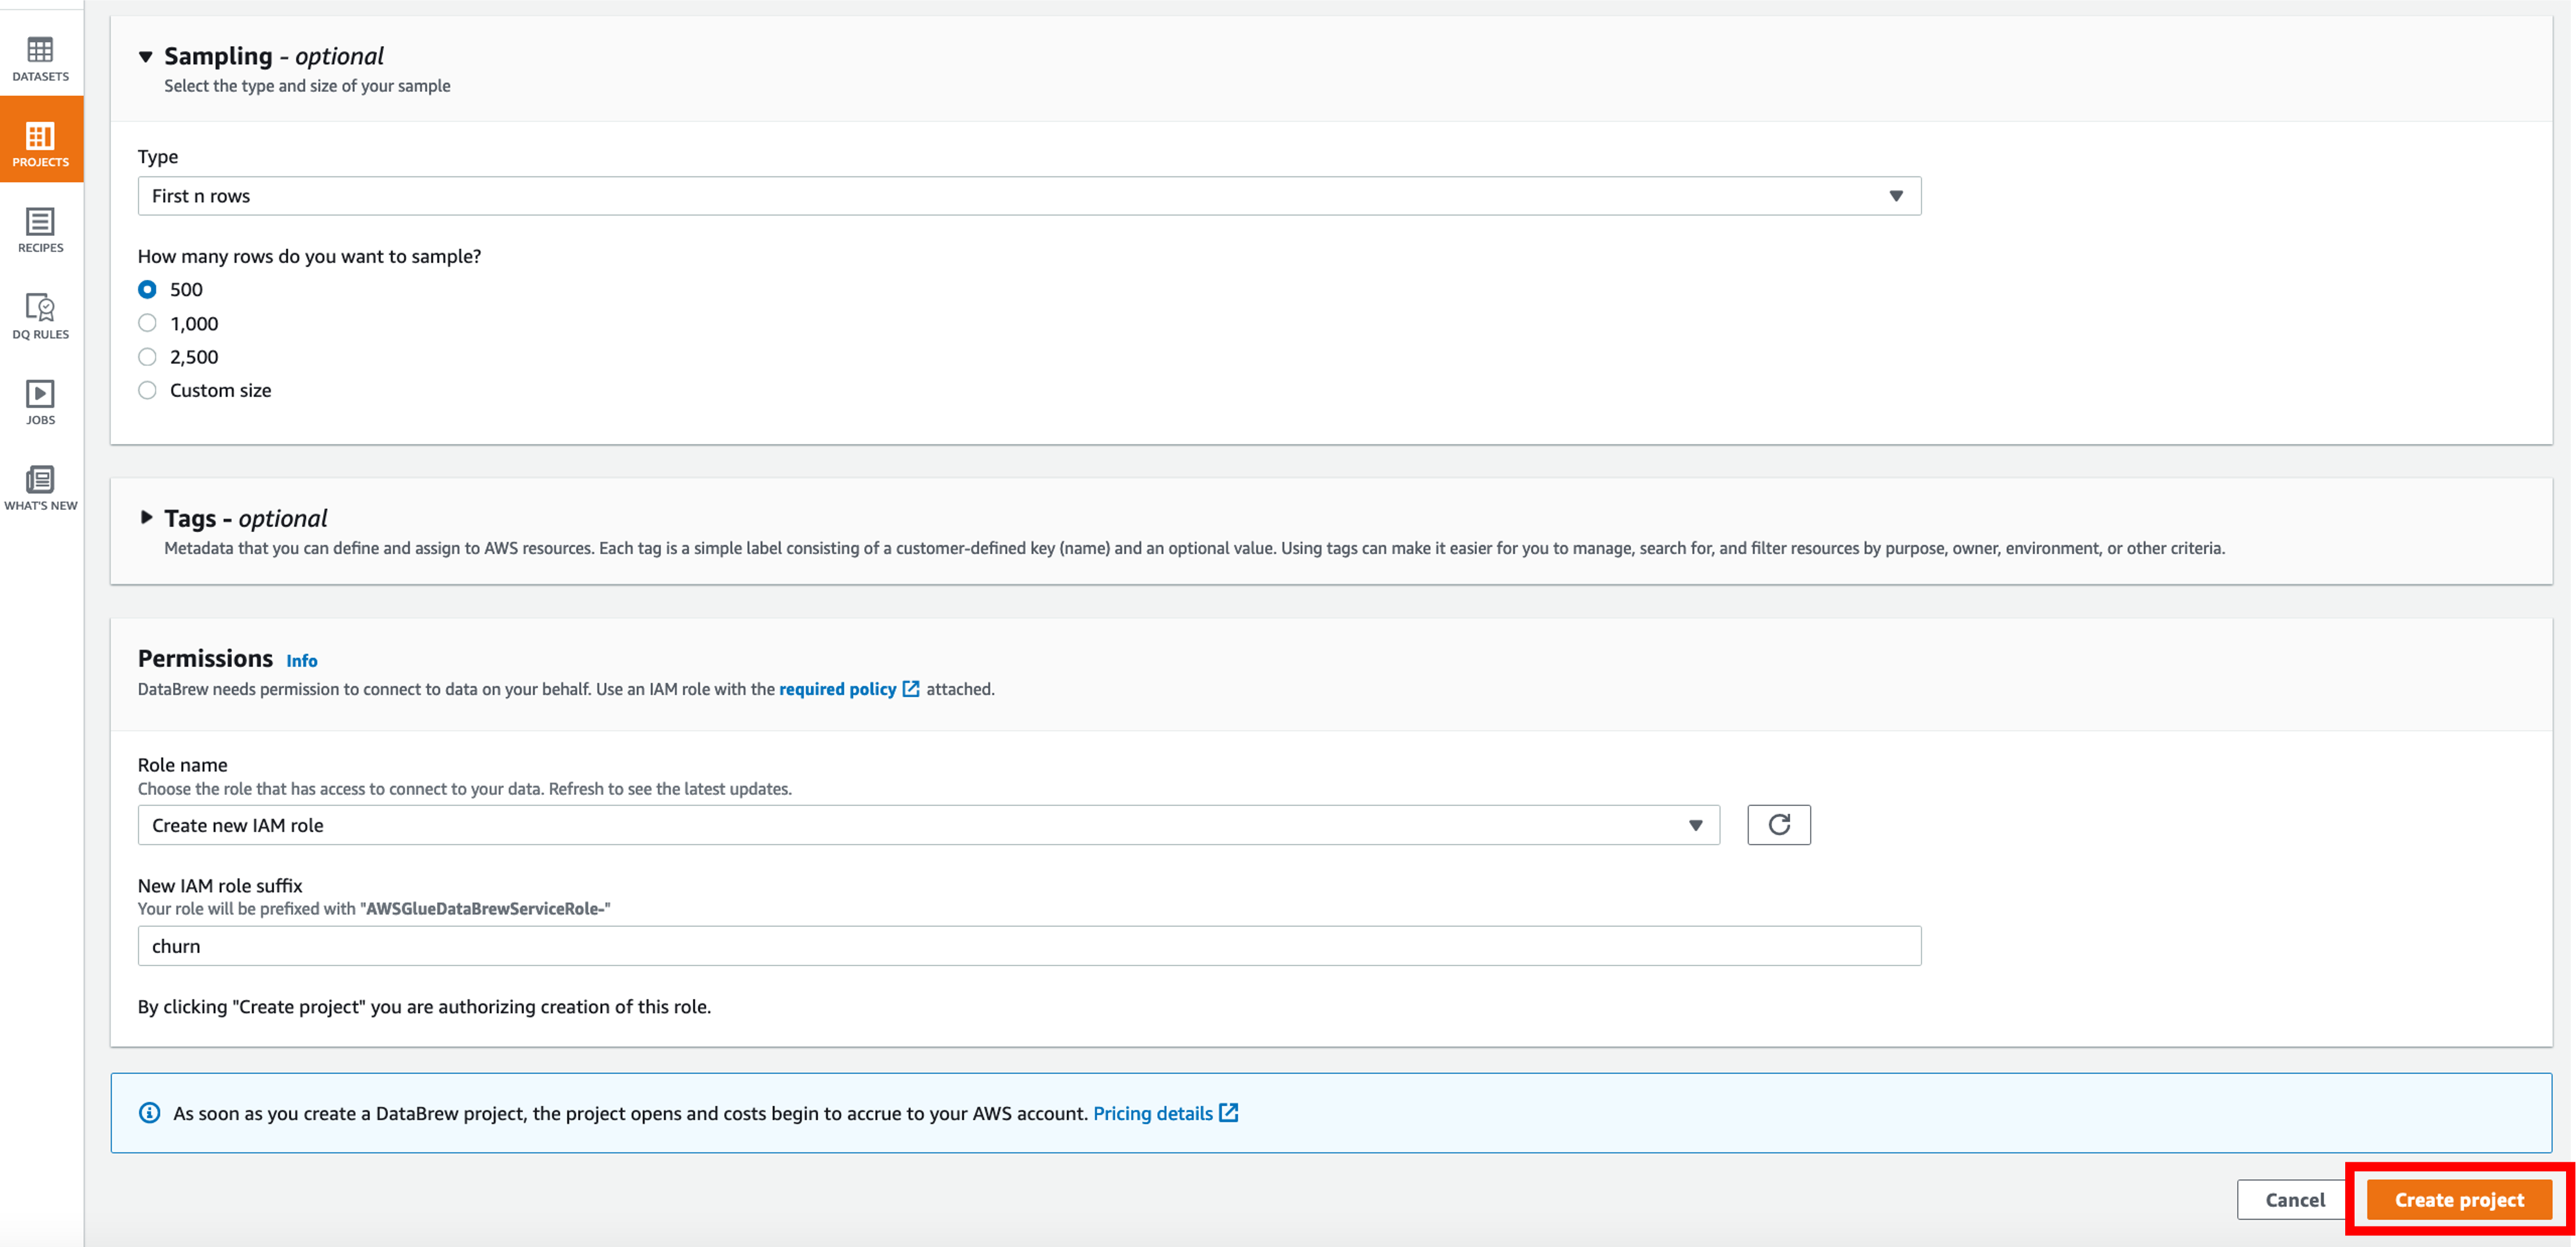 DATASETS
PROJECTS
RECIPES
DQ RULES
JOBS
WHAT'S NEW
Sampling - optional
Select the type and size of your sample
Type
First n rows
How many rows do you want to sample?
500
1,000
2,500
Custom size
Tags - optional
Metadata that you can define and assign to AWS resources. Each tag is a simple label consisting of a customer-defined key (name) and an optional value. Using tags can make it easier for you to manage, search for, and filter resources by purpose, owner, environment, or other criteria.
Permissions Info
DataBrew needs permission to connect to data on your behalf. Use an IAM role with the required policy attached.
Role name
Choose the role that has access to connect to your data. Refresh to see the latest updates.
Create new IAM role
New IAM role suffix
Your role will be prefixed with "AWSGlueDataBrewServiceRole-"
churn
By clicking "Create project" you are authorizing creation of this role.
As soon as you create a DataBrew project, the project opens and costs begin to accrue to your AWS account. Pricing details
Cancel
Create project